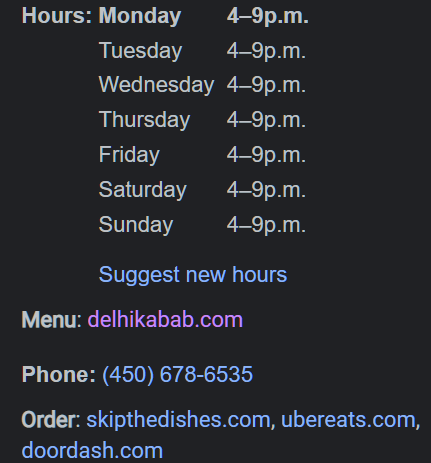 Hours: Monday 4–9p.m.
Tuesday 4–9p.m.
Wednesday 4–9p.m.
Thursday 4–9p.m.
Friday 4–9p.m.
Saturday 4–9p.m.
Sunday 4–9p.m.
Suggest new hours
Menu: delhikabab.com
Phone: (450) 678-6535
Order: skipthedishes.com, ubereats.com,
doordash.com